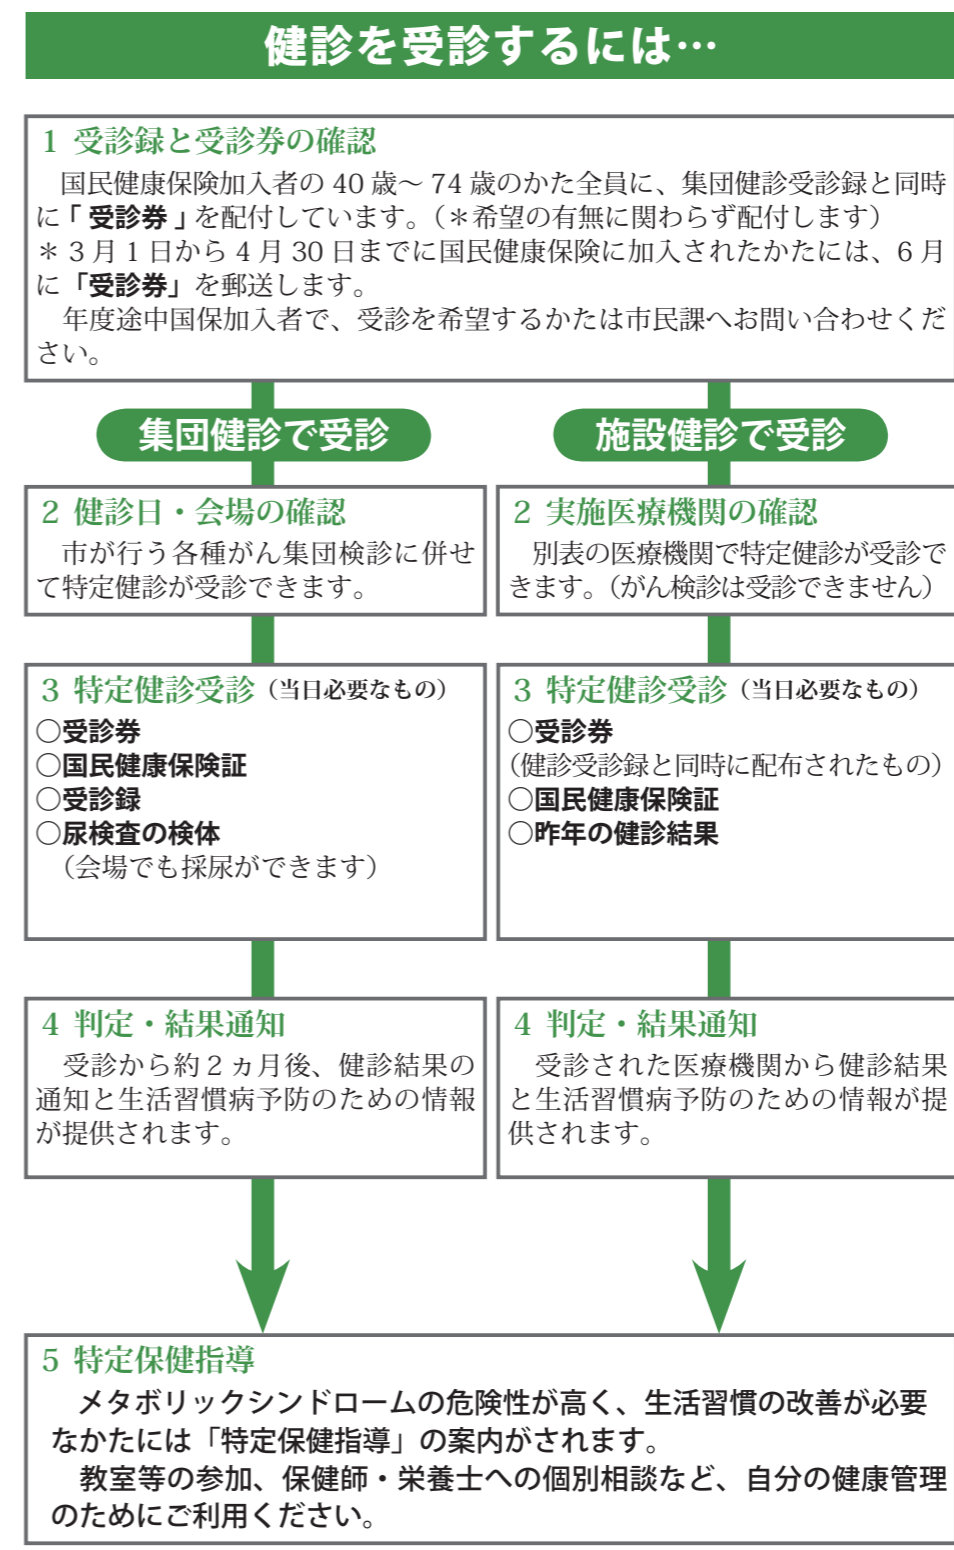 健診を受診するには…
1 受診録と受診券の確認
国民健康保険加入者の 40 歳～ 74 歳のかた全員に、集団健診受診録と同時
に「 受診券 」を配付しています。（＊希望の有無に関わらず配付します）
＊ 3 月 1 日から 4 月 30 日までに国民健康保険に加入されたかたには、6 月
に「受診券」を郵送します。
年度途中国保加入者で、受診を希望するかたは市民課へお問い合わせくだ
さい。
集団健診で受診
2 健診日・会場の確認
市が行う各種がん集団検診に併せ
て特定健診が受診できます。
3 特定健診受診（当日必要なもの）
○受診券
○国民健康保険証
○受診録
○尿検査の検体
（会場でも採尿ができます）
4 判定・結果通知
受診から約２ヵ月後、健診結果の
通知と生活習慣病予防のための情報
が提供されます。
施設健診で受診
2 実施医療機関の確認
別表の医療機関で特定健診が受診で
きます。（がん検診は受診できません）
3 特定健診受診（当日必要なもの）
○受診券
（健診受診録と同時に配布されたもの）
○国民健康保険証
○昨年の健診結果
4 判定・結果通知
受診された医療機関から健診結果
と生活習慣病予防のための情報が提
供されます。
5 特定保健指導
メタボリックシンドロームの危険性が高く、生活習慣の改善が必要
なかたには「特定保健指導」の案内がされます。
教室等の参加、保健師・栄養士への個別相談など、自分の健康管理
のためにご利用ください。